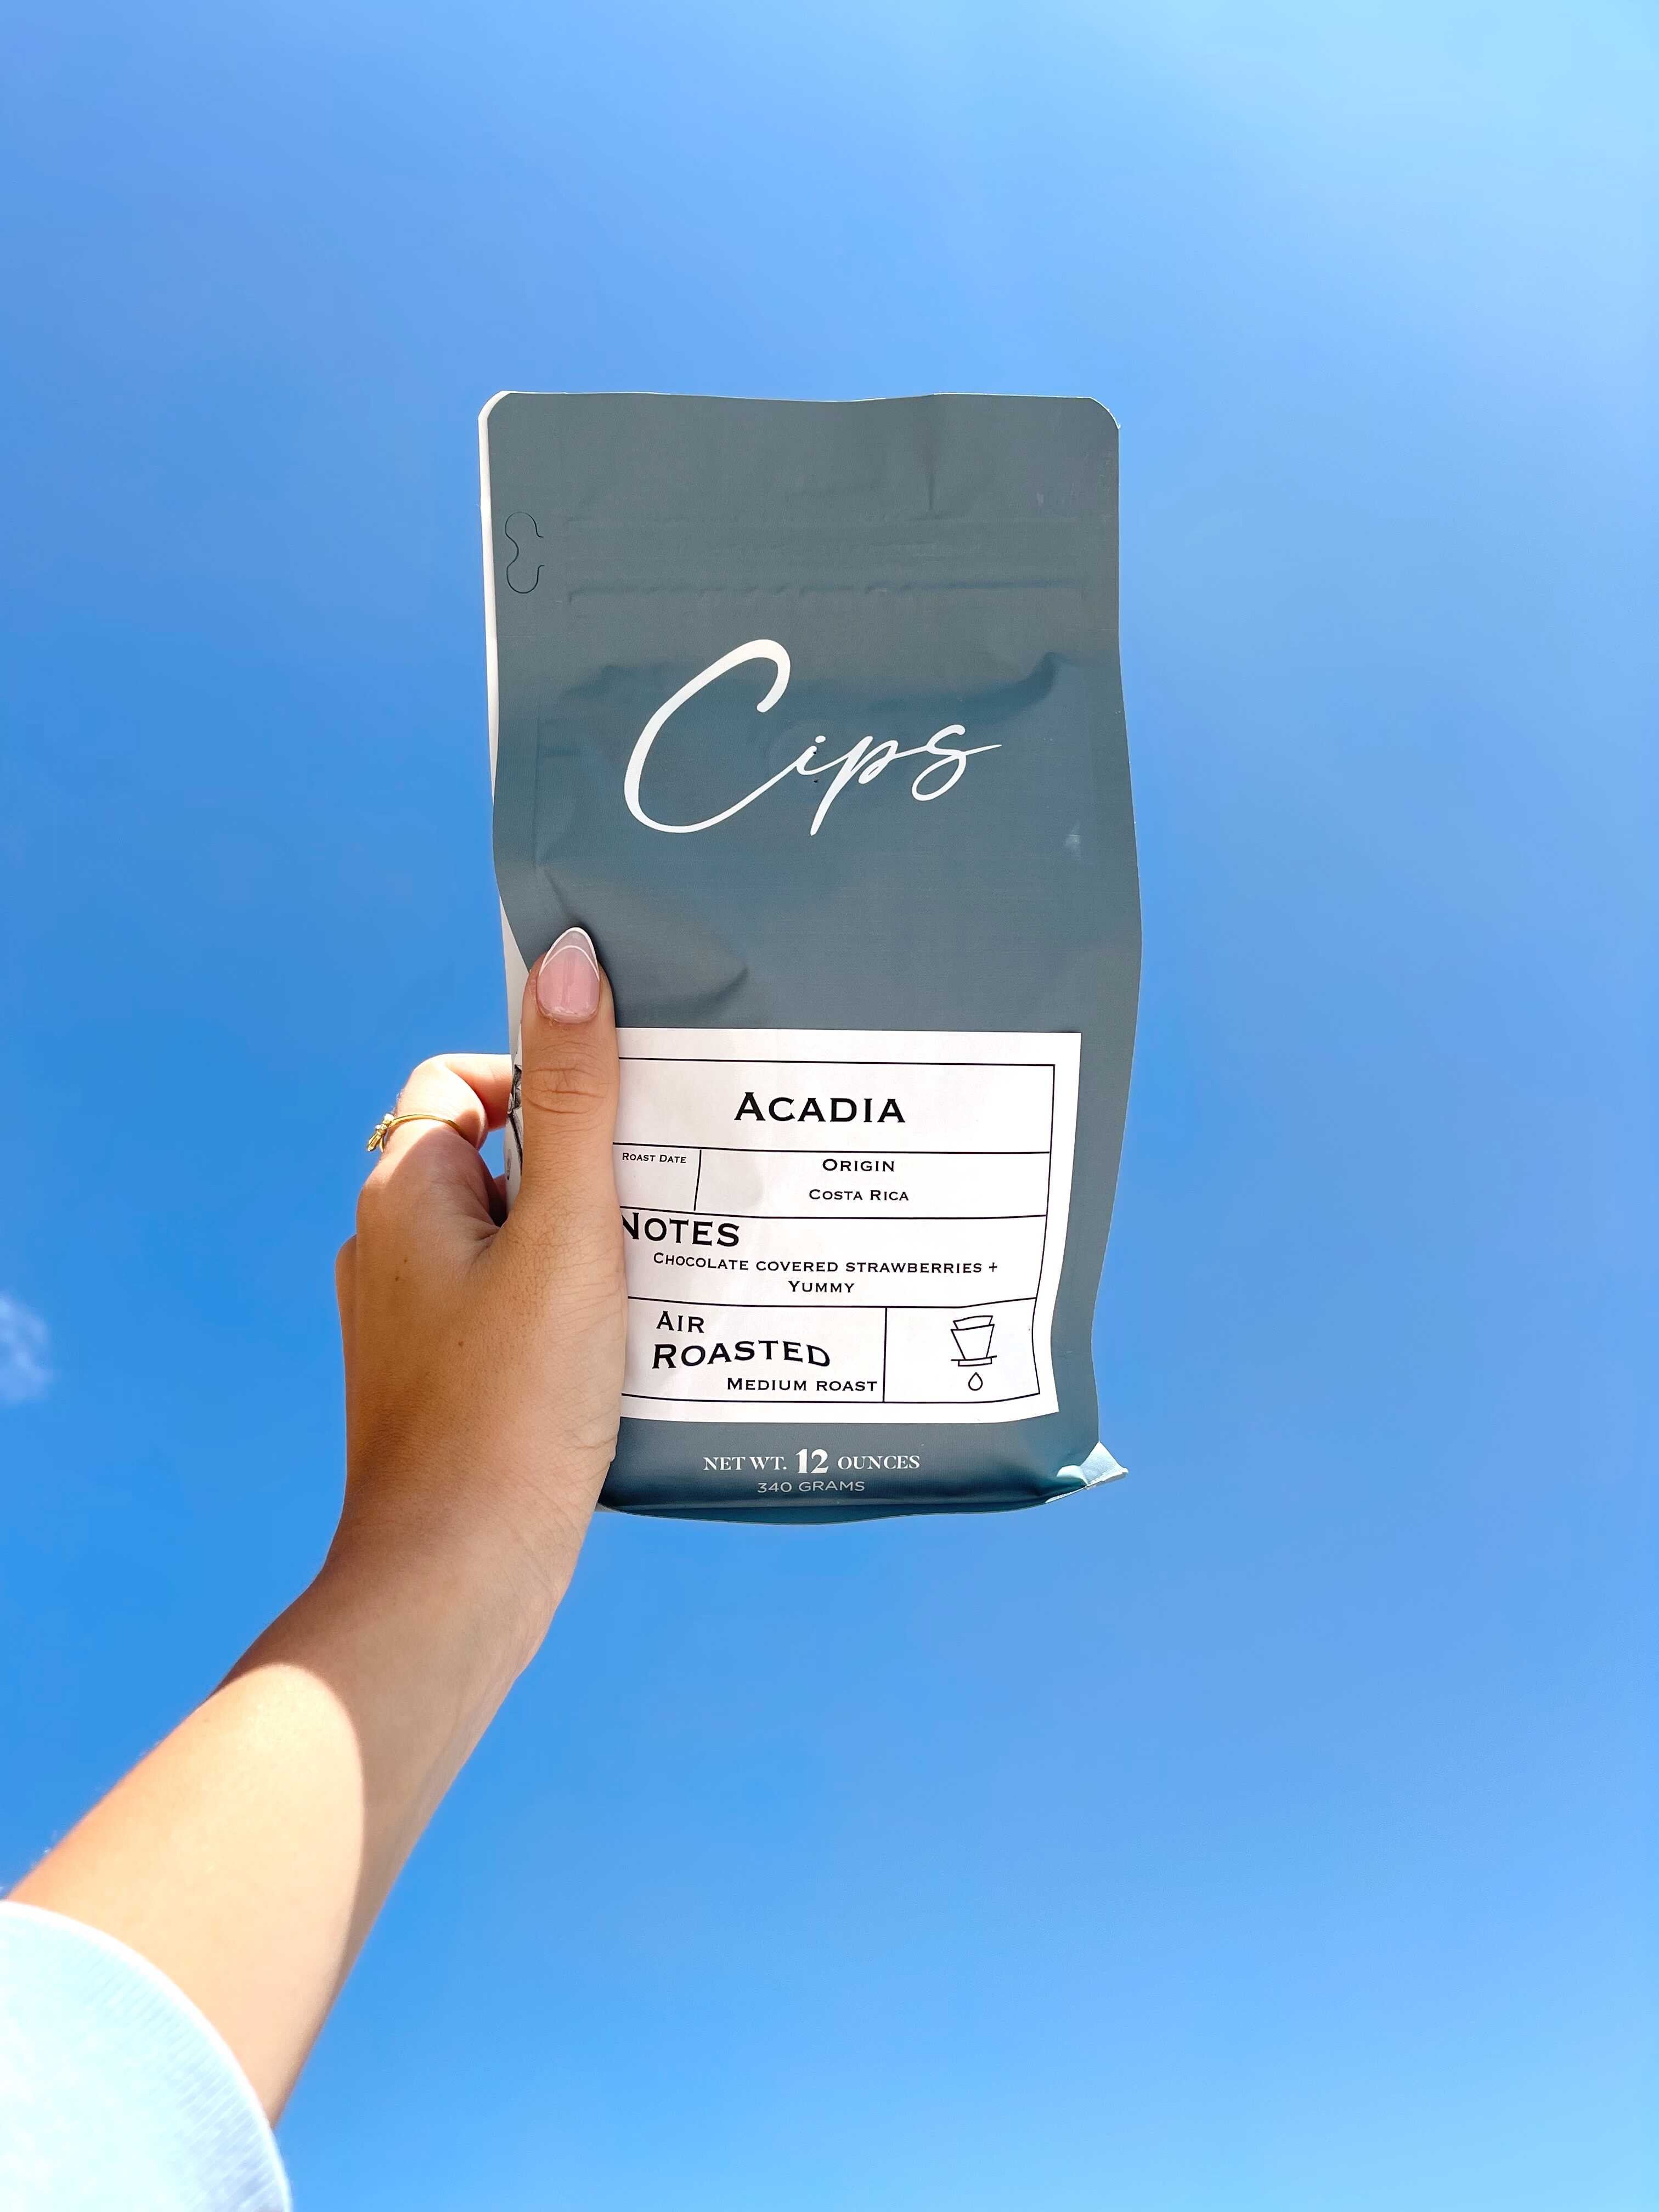 Cips
ACADIA
ROAST DATE
ORIGIN
COSTA RICA
NOTES
CHOCOLATE COVERED STRAWBERRIES +
YUMMY
AIR
ROASTED
MEDIUM ROAST
NET WT. 12 OUNCES
340 GRAMS